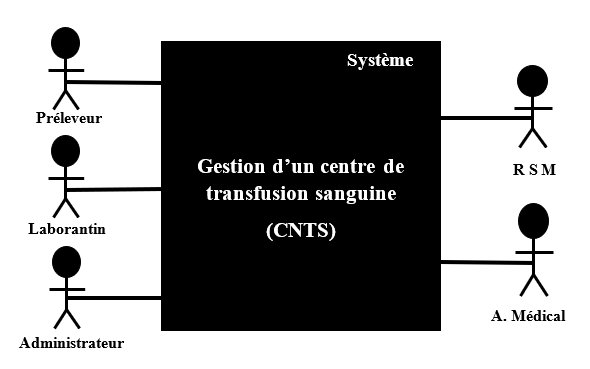 Système
Préleveur
Gestion d'un centre de
transfusion sanguine
(CNTS)
R S M
Laborantin
A. Médical
Administrateur